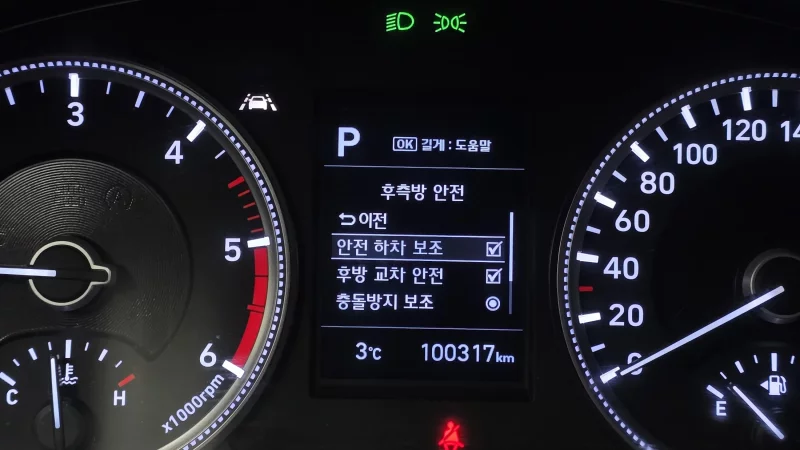 P OK 길게 : 도움말
후측방 안전
이전
안전 하차 보조
후방 교차 안전
충돌방지 보조
3℃ 100317km
3
4
5
6
x1000rpm
C H
0
20
40
60
80
100
120
E